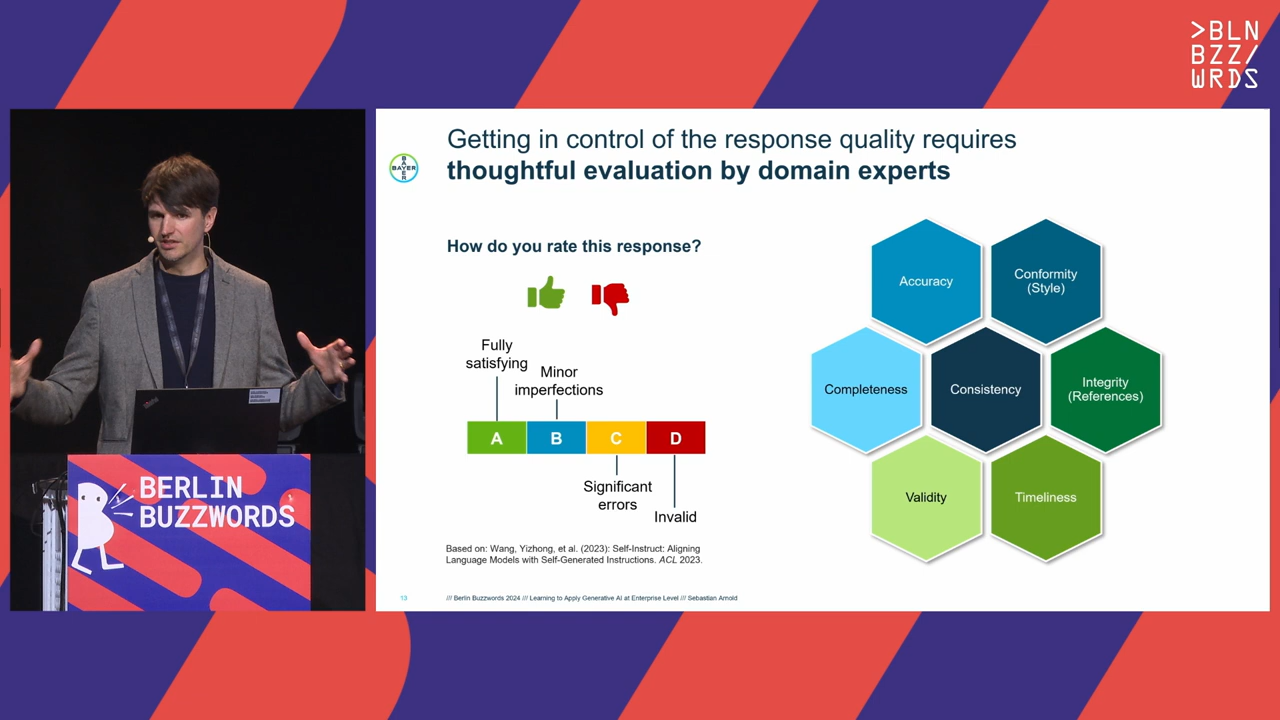 >BLN
BZZ/
WRDS
Getting in control of the response quality requires
thoughtful evaluation by domain experts
BAYER
BAYER
How do you rate this response?
Fully
satisfying
Minor
imperfections
A B C D
Significant
errors
Invalid
Based on: Wang, Yizhong, et al. (2023): Self-Instruct: Aligning
Language Models with Self-Generated Instructions. ACL 2023.
Accuracy
Conformity
(Style)
Completeness
Consistency
Integrity
(References)
Validity
Timeliness
13
/// Berlin Buzzwords 2024 /// Learning to Apply Generative AI at Enterprise Level /// Sebastian Arnold
BERLIN
BUZZWORDS